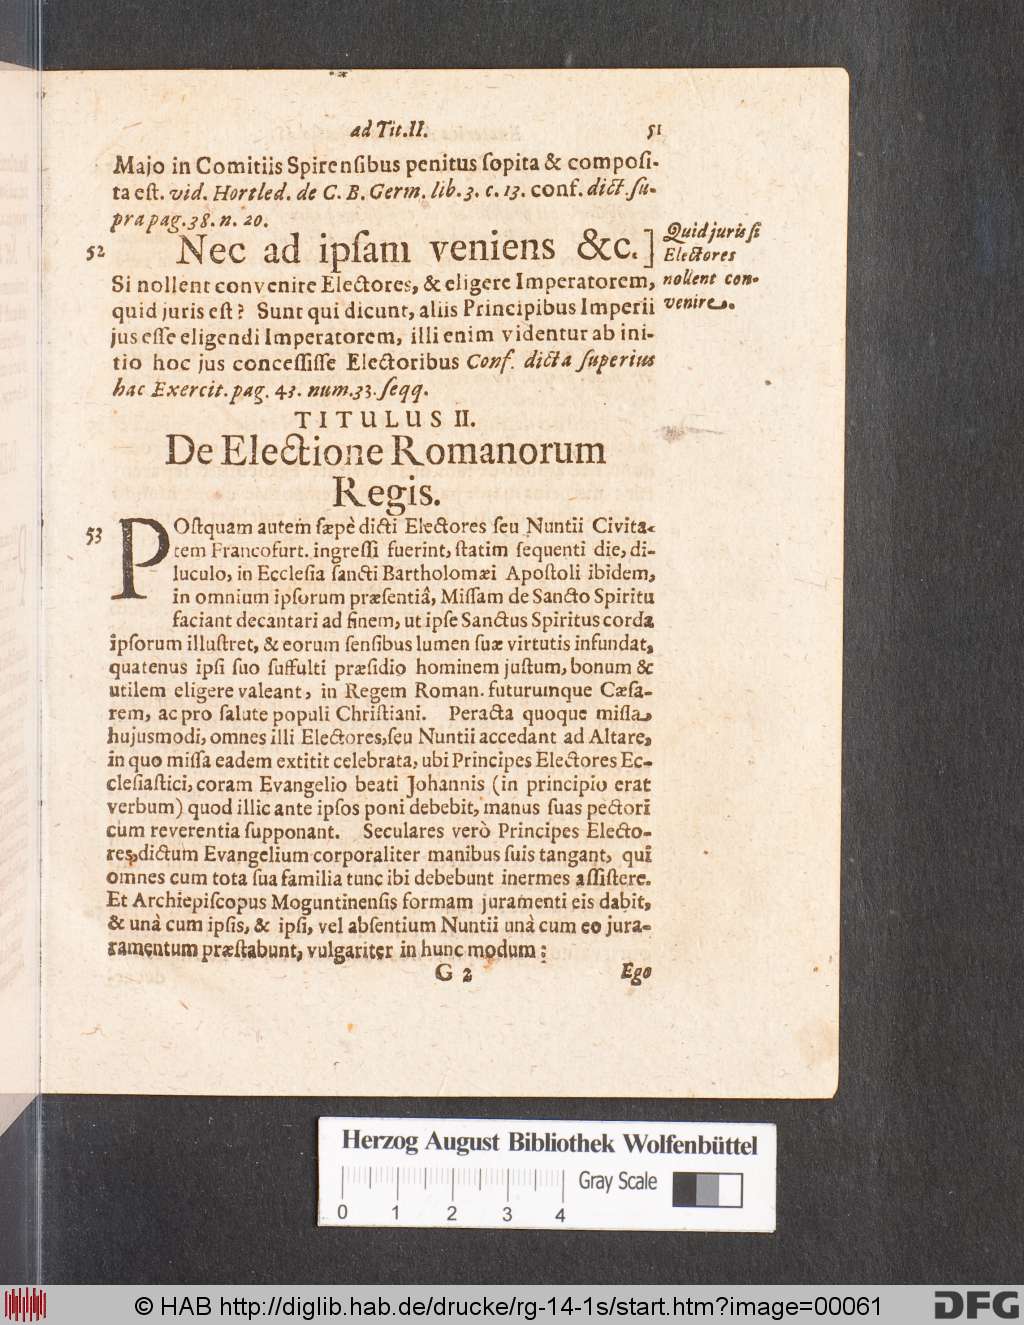 ad Tit. II. 51
Majo in Comitiis Spirensibus penitus sopita & composi-
ta est. vid. Hortled. de C. B. Germ. lib. 3. c. 13. conf. dict. su-
pra pag. 38. n. 20.
52 Nec ad ipsam veniens &c.]
Quid juris si
Electores
nolient con-
venire.
Si nollent convenire Electores, & eligere Imperatorem,
quid juris est? Sunt qui dicunt, aliis Principibus Imperii
jus esse eligendi Imperatorem, illi enim videntur ab ini-
tio hoc jus concessisse Electoribus Conf. dicta superius
hac Exercit. pag. 43. num. 33. seqq.
TITULUS II.
De Electione Romanorum
Regis.
53 POstquam autem sæpè dicti Electores seu Nuntii Civita-
tem Francofurt. ingressi fuerint, statim sequenti die, di-
luculo, in Ecclesia sancti Bartholomæi Apostoli ibidem,
in omnium ipsorum præsentiâ, Missam de Sancto Spiritu
faciant decantari ad finem, ut ipse Sanctus Spiritus corda
ipsorum illustret, & eorum sensibus lumen suæ virtutis infundat,
quatenus ipsi suo suffulti præsidio hominem justum, bonum &
utilem eligere valeant, in Regem Roman. futurumque Cæsa-
rem, ac pro salute populi Christiani. Peracta quoque missa,
hujusmodi, omnes illi Electores, seu Nuntii accedant ad Altare,
in quo missa eadem extitit celebrata, ubi Principes Electores Ec-
clesiastici, coram Evangelio beati Johannis (in principio erat
verbum) quod illic ante ipsos poni debebit, manus suas pectori
cum reverentia supponant. Seculares verò Principes Electo-
res, dictum Evangelium corporaliter manibus suis tangant, qui
omnes cum tota sua familia tunc ibi debebunt inermes assistere.
Et Archiepiscopus Moguntinensis formam juramenti eis dabit,
& unà cum ipsis, & ipsi, vel absentium Nuntii unà cum eo jura-
ramentum præstabunt, vulgariter in hunc modum:
G 2 Ego
Herzog August Bibliothek Wolfenbüttel
Gray Scale
0 1 2 3 4
© HAB http://diglib.hab.de/drucke/rg-14-1s/start.htm?image=00061
DFG